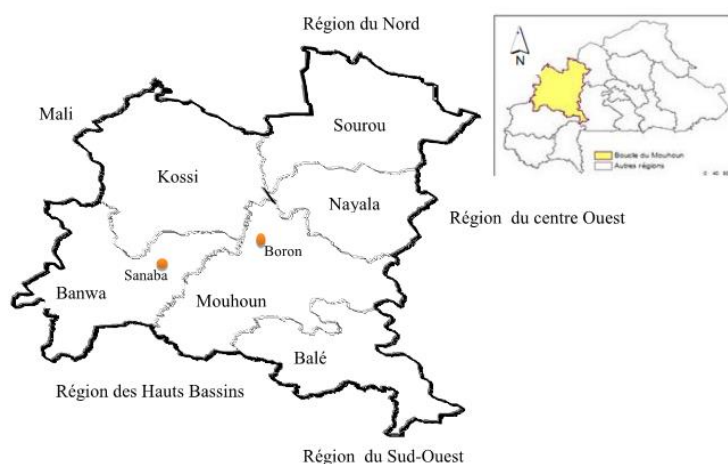 Région du Nord
Mali
Sourou
Kossi
Nayala
Région du centre Ouest
Boron
Sanaba
Banwa
Mouhoun
Balé
Région des Hauts Bassins
Région du Sud-Ouest
N
Boucle du Mouhoun
Autres régions